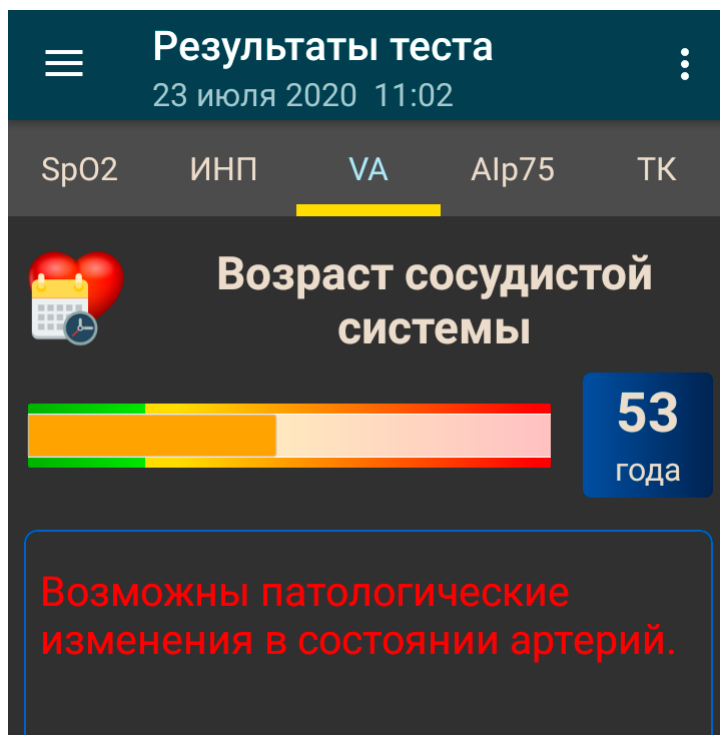 Результаты теста
23 июля 2020 11:02
SpO2 ИНП VA AIp75 ТК
Возраст сосудистой
системы
53
года
Возможны патологические
изменения в состоянии артерий.